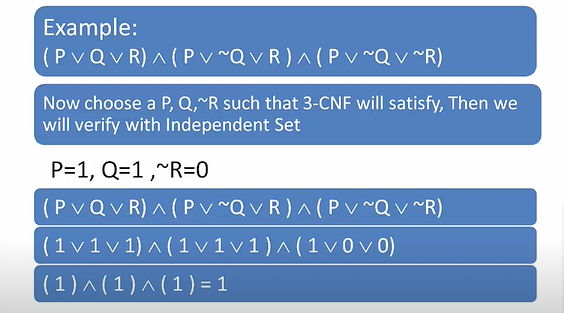 Example:
( P ∨ Q ∨ R) ∧ ( P ∨ ~Q ∨ R ) ∧ ( P ∨ ~Q ∨ ~R)
Now choose a P, Q,~R such that 3-CNF will satisfy, Then we
will verify with Independent Set
P=1, Q=1 ,~R=0
( P ∨ Q ∨ R) ∧ ( P ∨ ~Q ∨ R ) ∧ ( P ∨ ~Q ∨ ~R)
( 1 ∨ 1 ∨ 1) ∧ ( 1 ∨ 1 ∨ 1 ) ∧ ( 1 ∨ 0 ∨ 0)
( 1 ) ∧ ( 1 ) ∧ ( 1 ) = 1